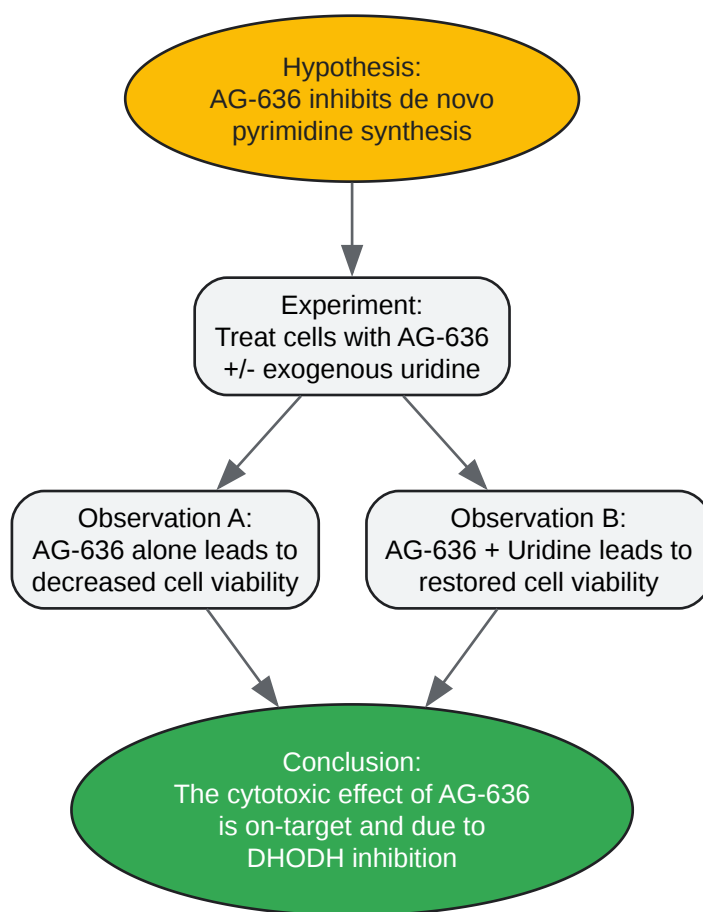 Hypothesis:
AG-636 inhibits de novo
pyrimidine synthesis
Experiment:
Treat cells with AG-636
+/- exogenous uridine
Observation A:
AG-636 alone leads to
decreased cell viability
Observation B:
AG-636 + Uridine leads to
restored cell viability
Conclusion:
The cytotoxic effect of AG-636
is on-target and due to
DHODH inhibition